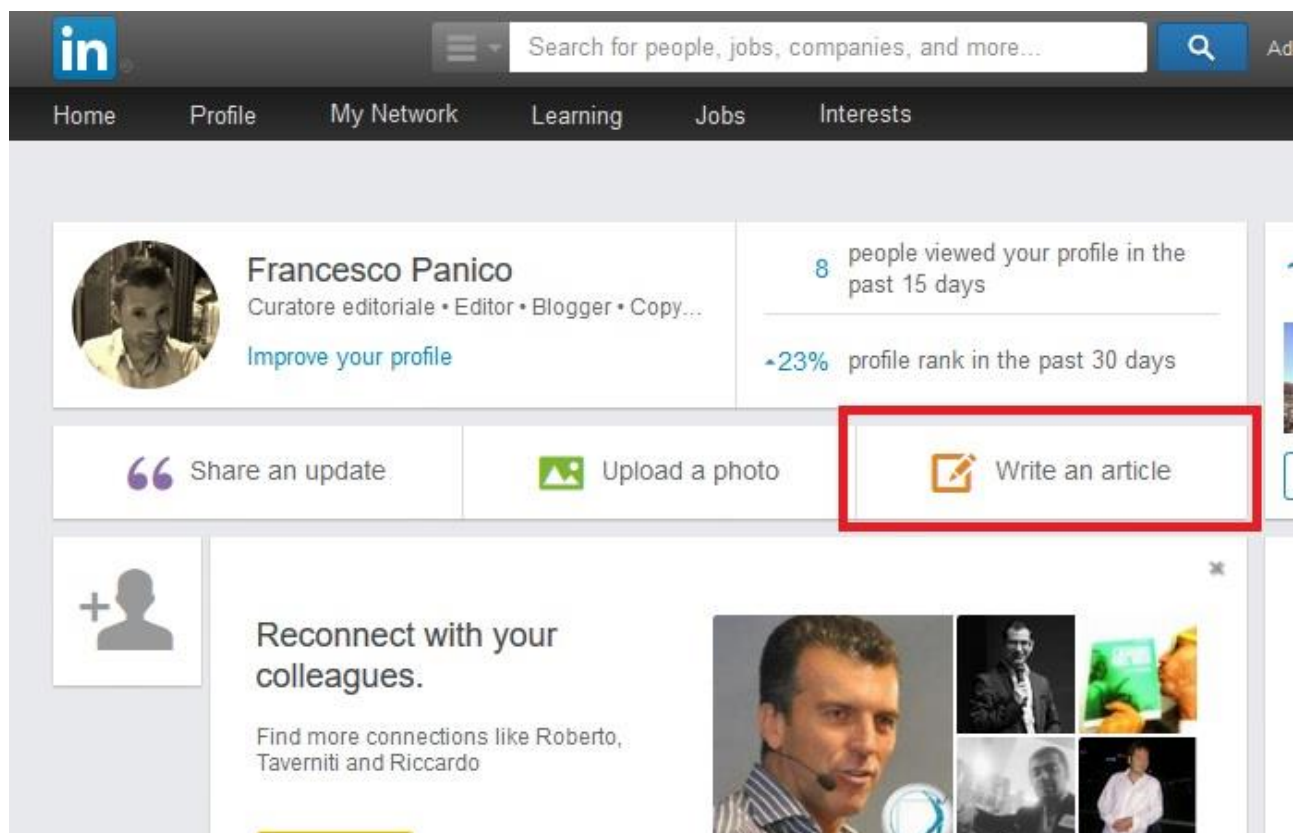 in
Search for people, jobs, companies, and more...
Ad
Home Profile My Network Learning Jobs Interests
Francesco Panico
Curatore editoriale • Editor • Blogger • Copy...
Improve your profile
8 people viewed your profile in the
past 15 days
23% profile rank in the past 30 days
Share an update
Upload a photo
Write an article
Reconnect with your
colleagues.
Find more connections like Roberto,
Taverniti and Riccardo